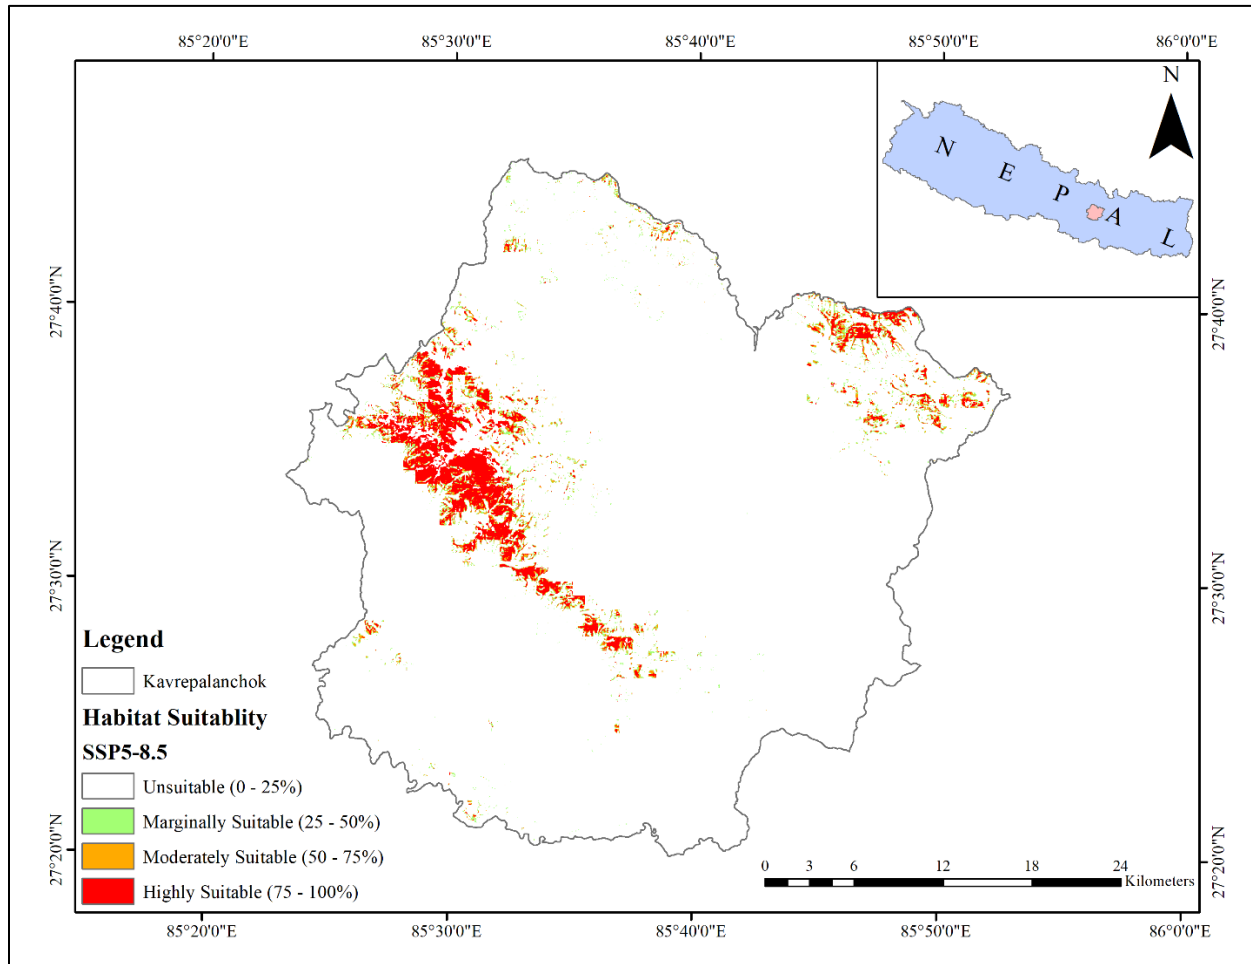 85°20'0"E 85°30'0"E 85°40'0"E 85°50'0"E 86°0'0"E
N
N E P A L
27°40'0"N 27°40'0"N
27°30'0"N 27°30'0"N
27°20'0"N 27°20'0"N
Legend
Kavrepalanchok
Habitat Suitablity
SSP5-8.5
Unsuitable (0 - 25%)
Marginally Suitable (25 - 50%)
Moderately Suitable (50 - 75%)
Highly Suitable (75 - 100%)
0 3 6 12 18 24
Kilometers
85°20'0"E 85°30'0"E 85°40'0"E 85°50'0"E 86°0'0"E